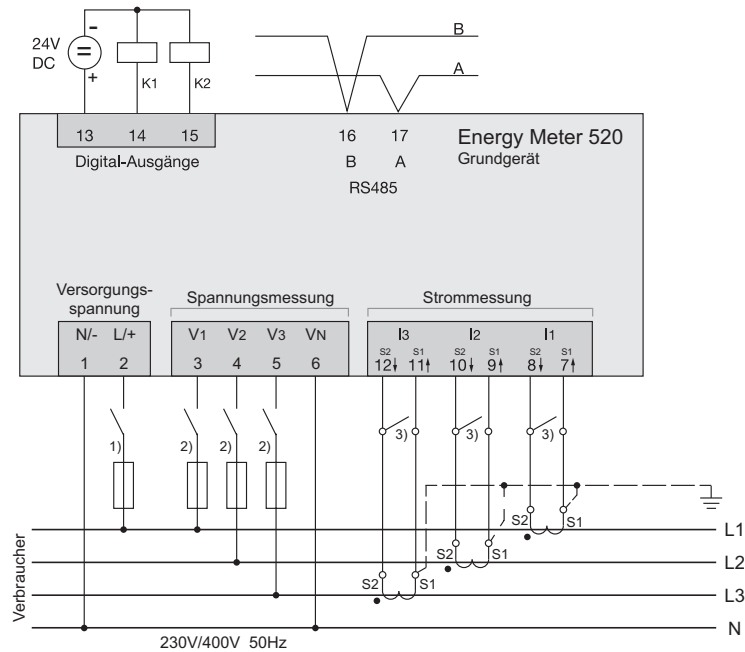 24V
DC
-
=
+
K1 K2
B
A
13 14 15
Digital-Ausgänge
16 17
B A
RS485
Energy Meter 520
Grundgerät
Versorgungs-
spannung
Spannungsmessung
Strommessung
N/- L/+
1 2
V1 V2 V3 VN
3 4 5 6
I3 I2 I1
S2 S1 S2 S1 S2 S1
12 11 10 9 8 7
1) 2) 2) 2) 3) 3) 3)
S2 S1
L1
S2 S1
L2
S2 S1
L3
N
Verbraucher
230V/400V 50Hz